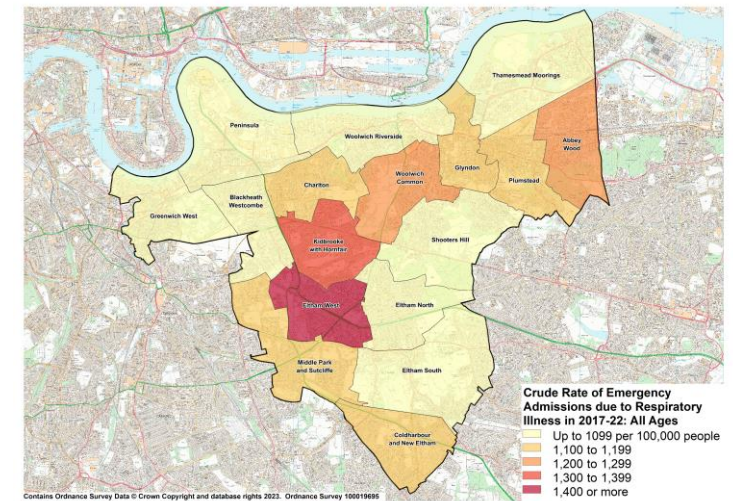 Thamesmead Moorings
Peninsula
Woolwich Riverside
Abbey
Wood
Glyndon
Woolwich
Common
Plumstead
Charlton
Blackheath
Westcombe
Greenwich West
Kidbrooke
with Hornfair
Shooters Hill
Eltham West
Eltham North
Middle Park
and Sutcliffe
Eltham South
Coldharbour
and New Eltham
Crude Rate of Emergency
Admissions due to Respiratory
Illness in 2017-22: All Ages
Up to 1099 per 100,000 people
1,100 to 1,199
1,200 to 1,299
1,300 to 1,399
1,400 or more
Contains Ordnance Survey Data © Crown Copyright and database rights 2023. Ordnance Survey 100019695